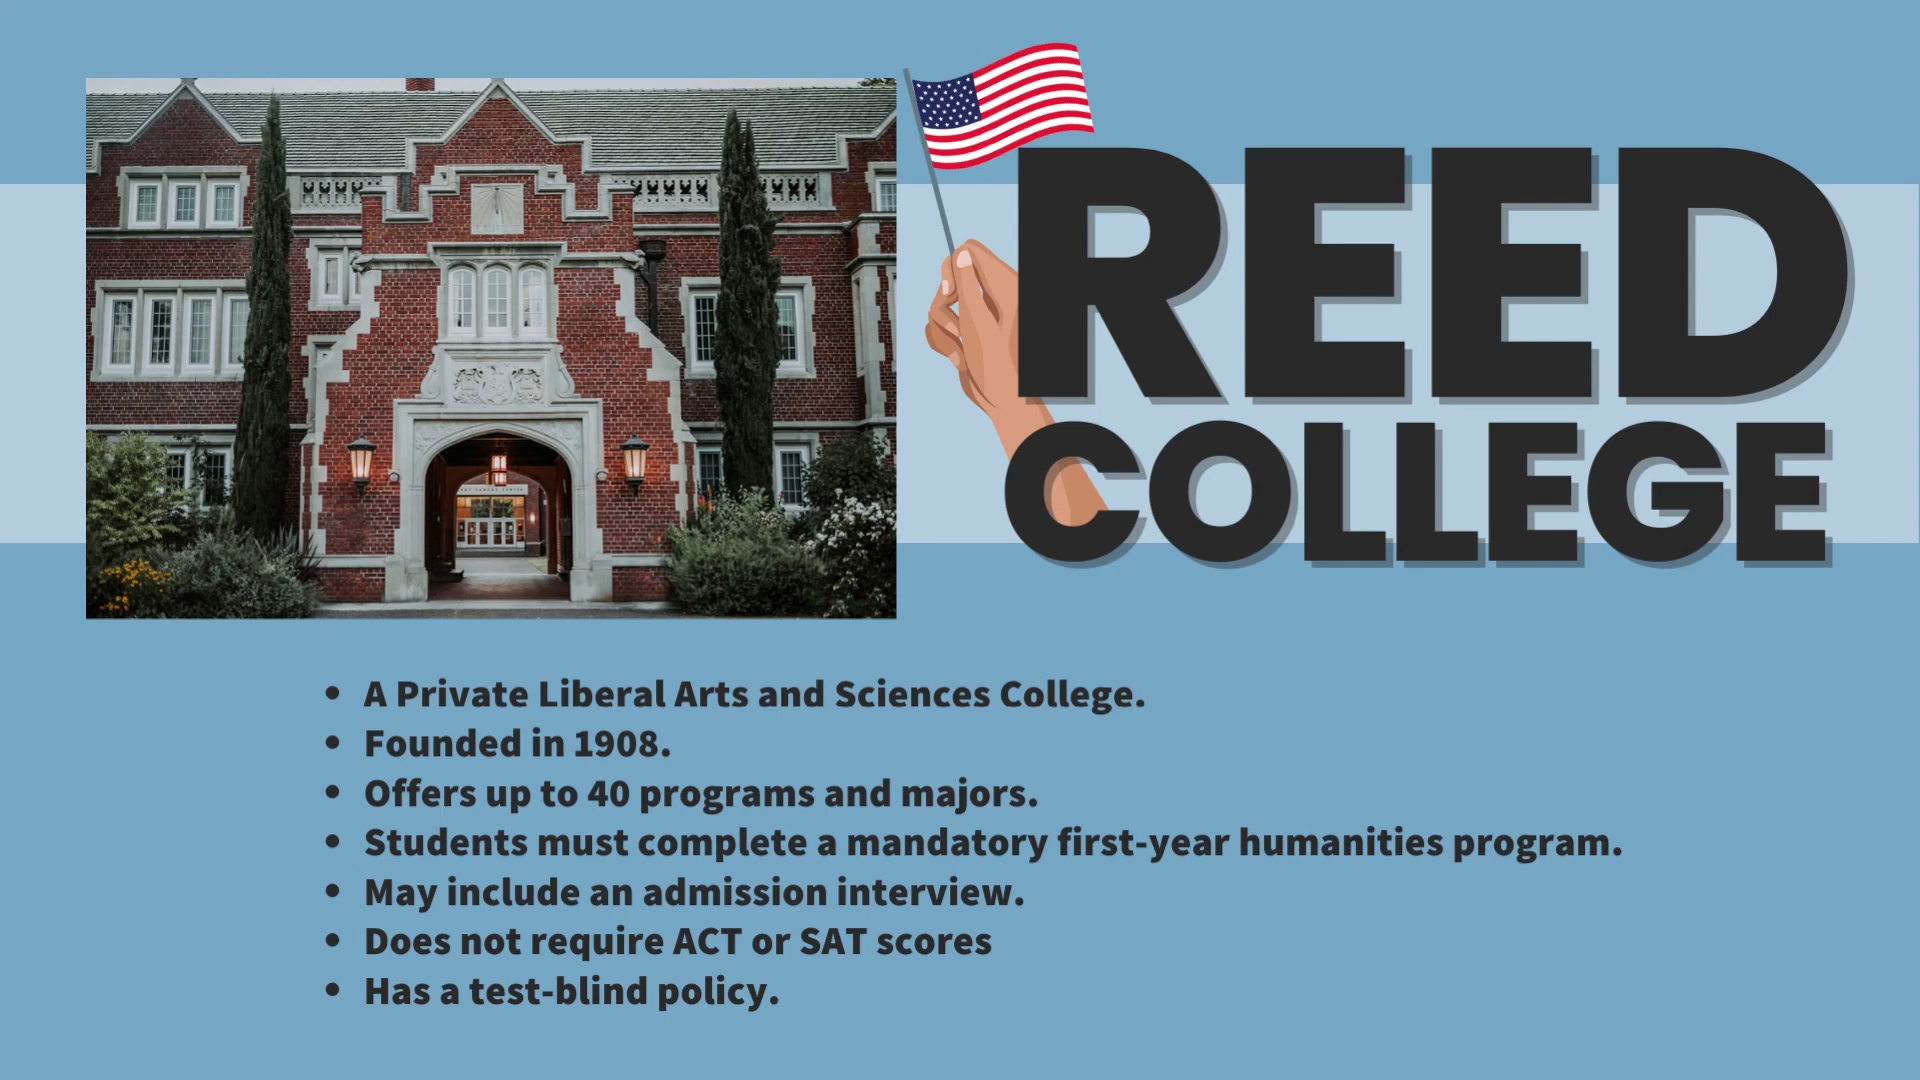 REED
COLLEGE
• A Private Liberal Arts and Sciences College.
• Founded in 1908.
• Offers up to 40 programs and majors.
• Students must complete a mandatory first-year humanities program.
• May include an admission interview.
• Does not require ACT or SAT scores
• Has a test-blind policy.